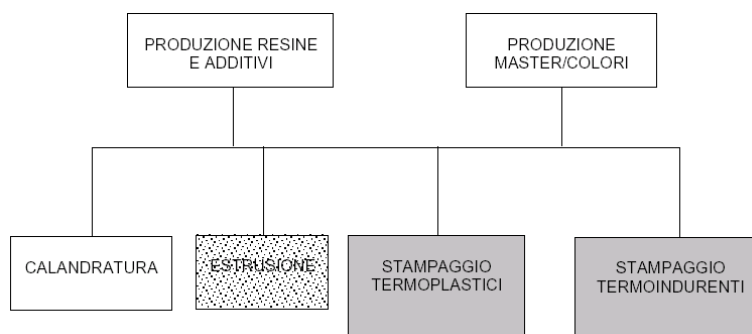 PRODUZIONE RESINE
E ADDITIVI
PRODUZIONE
MASTER/COLORI
CALANDRATURA
ESTRUSIONE
STAMPAGGIO
TERMOPLASTICI
STAMPAGGIO
TERMOINDURENTI